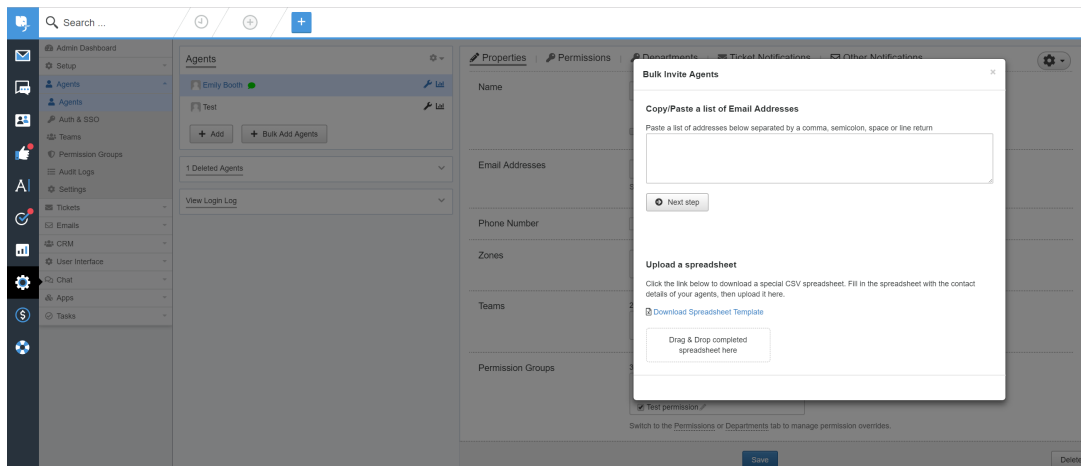 Search ...
+
Admin Dashboard
Setup
Agents
Agents
Auth & SSO
Teams
Permission Groups
Audit Logs
Settings
Tickets
Emails
CRM
User Interface
Chat
Apps
Tasks
Agents
Emily Booth
Test
+ Add
+ Bulk Add Agents
1 Deleted Agents
View Login Log
Properties
Permissions
Departments
Ticket Notifications
Other Notifications
Name
Email Addresses
Phone Number
Zones
Teams
Permission Groups
Bulk Invite Agents
×
Copy/Paste a list of Email Addresses
Paste a list of addresses below separated by a comma, semicolon, space or line return
Next step
Upload a spreadsheet
Click the link below to download a special CSV spreadsheet. Fill in the spreadsheet with the contact
details of your agents, then upload it here.
Download Spreadsheet Template
Drag & Drop completed
spreadsheet here
Test permission
Switch to the Permissions or Departments tab to manage permission overrides.
Save
Delete